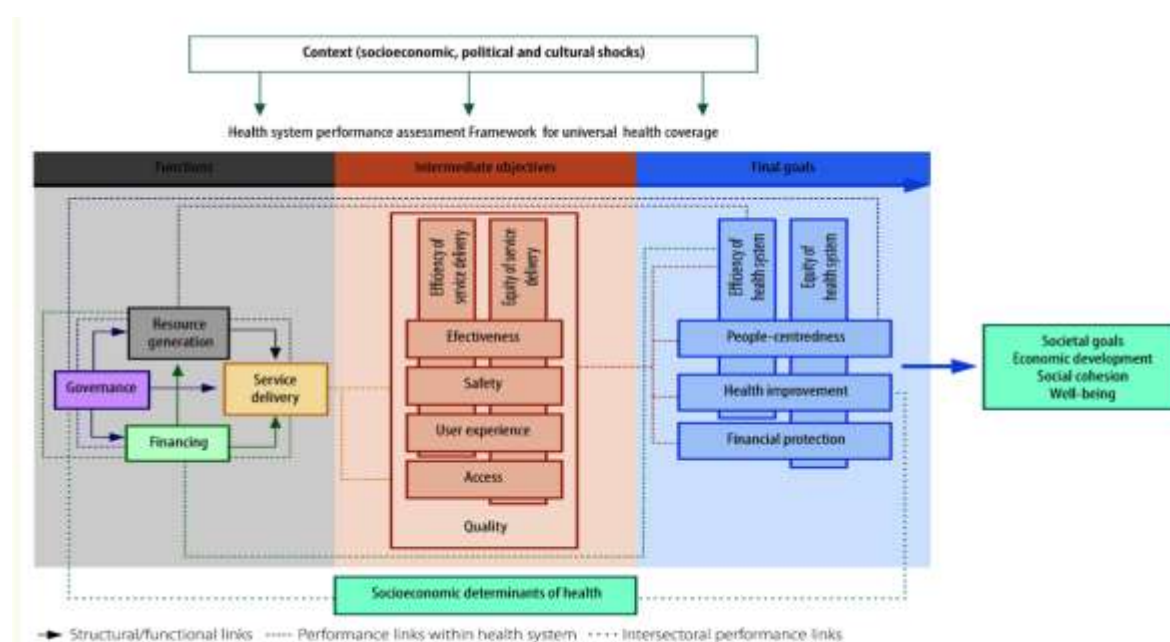 Context (socioeconomic, political and cultural shocks)
Health system performance assessment Framework for universal health coverage
Functions
Intermediate objectives
Final goals
Efficiency of
service delivery
Equity of service
delivery
Efficiency of
health system
Equity of
health system
Resource
generation
Governance
Service
delivery
Financing
Efectiveness
Safety
User experience
Access
Quality
People-centredness
Health improvement
Financial protection
Societal goals
Economic development
Social cohesion
Well-being
Socioeconomic determinants of health
Structural/functional links
Performance links within health system
Intersectoral performance links